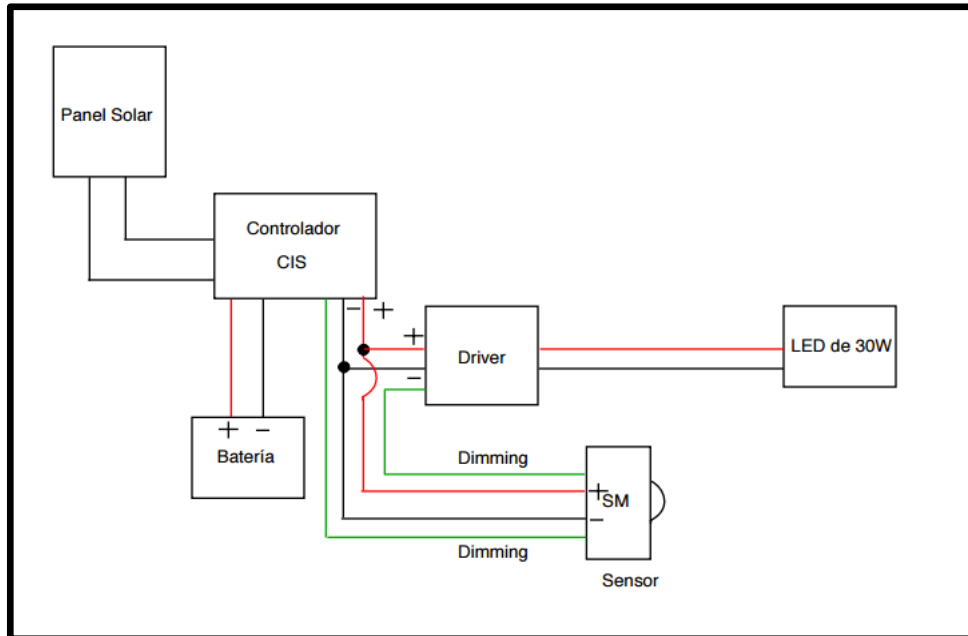 Panel Solar
Controlador
CIS
− +
+
Driver
−
LED de 30W
+ −
Batería
Dimming
+
SM
−
Dimming
Sensor